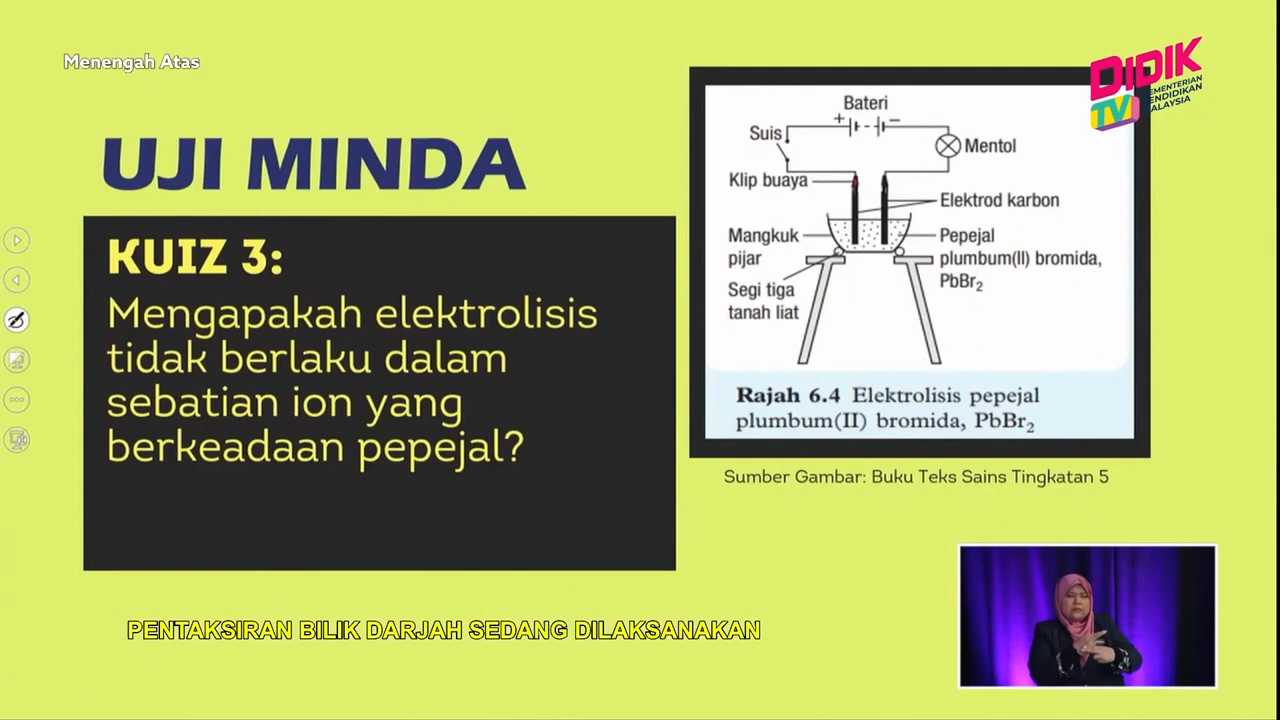 Menengah Atas
DIDIK
TV
KEMENTERIAN
PENDIDIKAN
MALAYSIA
UJI MINDA
KUIZ 3:
Mengapakah elektrolisis
tidak berlaku dalam
sebatian ion yang
berkeadaan pepejal?
Bateri
+
−
Suis
Mentol
Klip buaya
Elektrod karbon
Mangkuk
pijar
Pepejal
plumbum(II) bromida,
PbBr₂
Segi tiga
tanah liat
Rajah 6.4 Elektrolisis pepejal
plumbum(II) bromida, PbBr₂
Sumber Gambar: Buku Teks Sains Tingkatan 5
PENTAKSIRAN BILIK DARJAH SEDANG DILAKSANAKAN